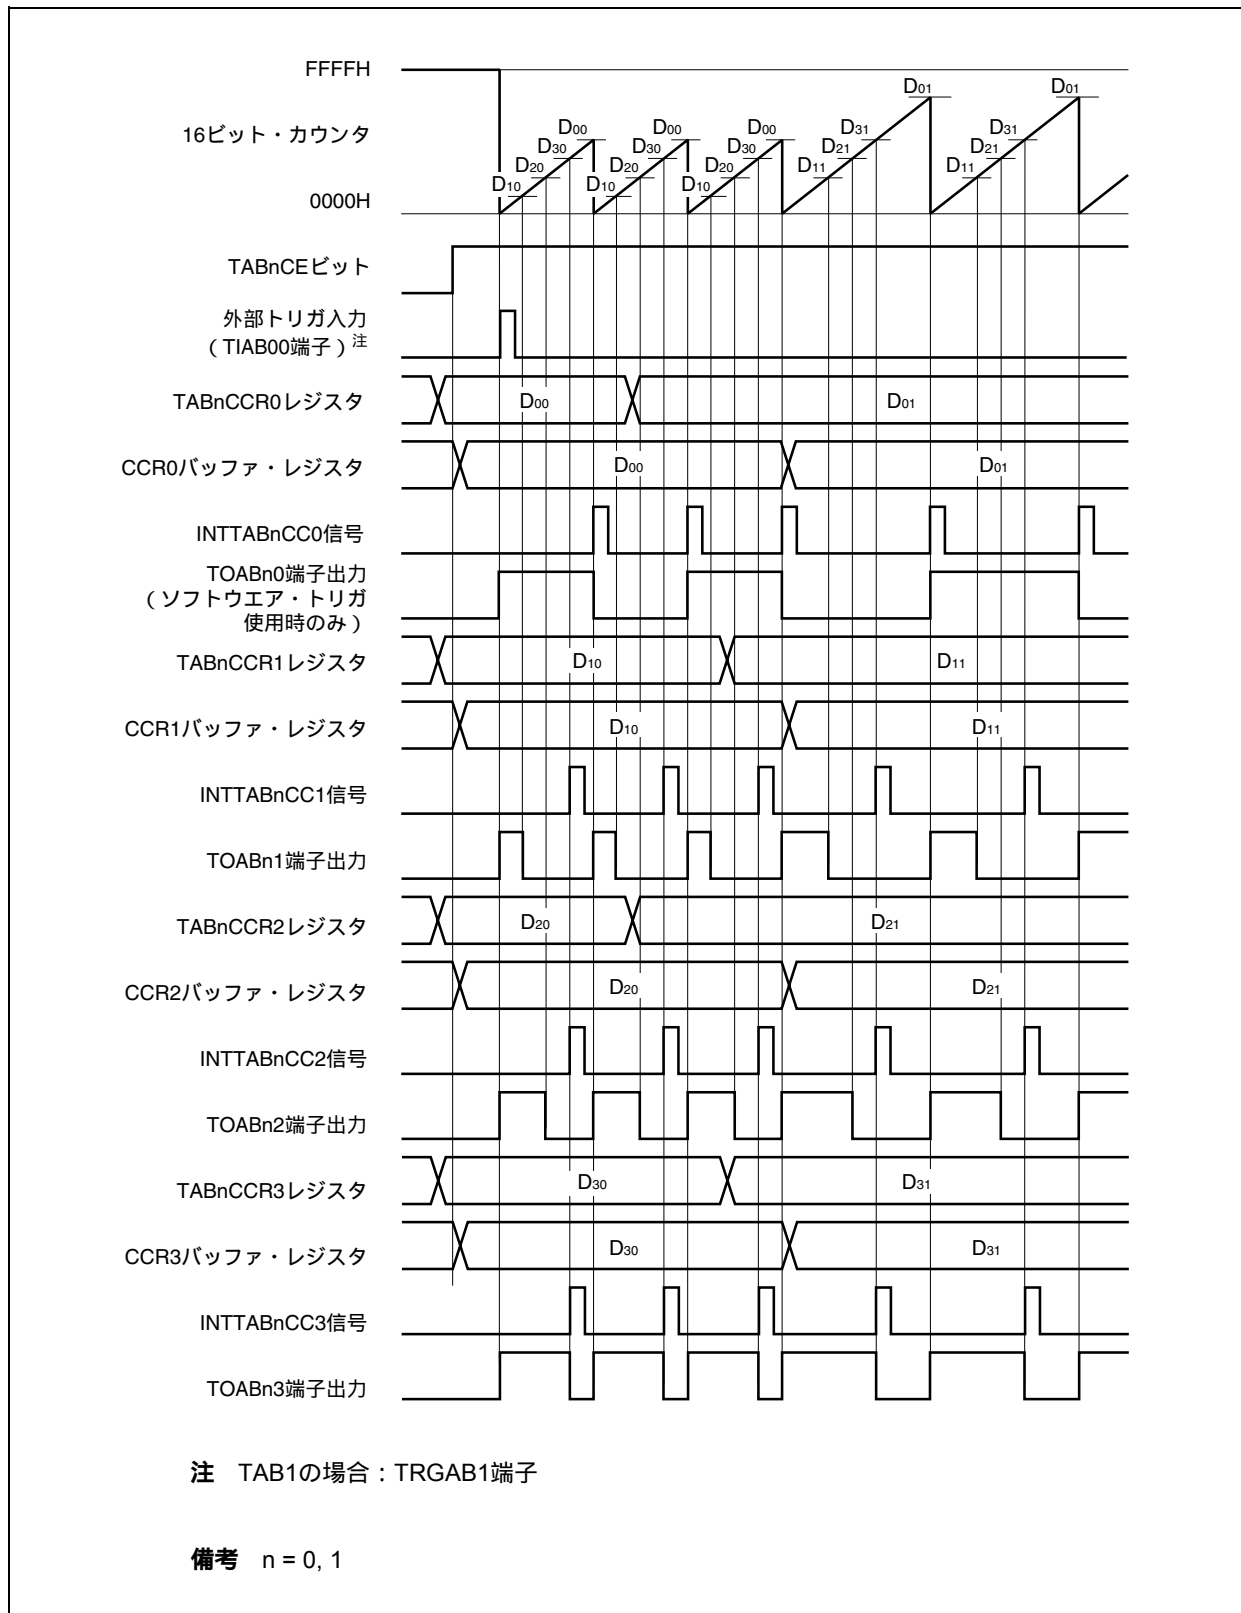 FFFFH
D01 D01
16ビット・カウンタ
D00 D00 D00 D31 D31
D30 D30 D30 D21 D21
D20 D20 D20 D11 D11
D10 D10 D10
0000H
TABnCEビット
外部トリガ入力
(TIAB00端子)注
TABnCCR0レジスタ D00 D01
CCR0バッファ・レジスタ D00 D01
INTTABnCC0信号
TOABn0端子出力
(ソフトウエア・トリガ
使用時のみ)
TABnCCR1レジスタ D10 D11
CCR1バッファ・レジスタ D10 D11
INTTABnCC1信号
TOABn1端子出力
TABnCCR2レジスタ D20 D21
CCR2バッファ・レジスタ D20 D21
INTTABnCC2信号
TOABn2端子出力
TABnCCR3レジスタ D30 D31
CCR3バッファ・レジスタ D30 D31
INTTABnCC3信号
TOABn3端子出力
注 TAB1の場合:TRGAB1端子
備考 n = 0, 1